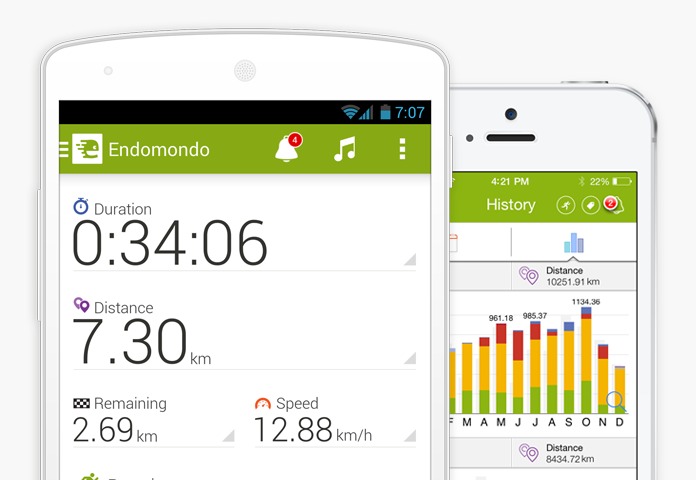 7:07
Endomondo
4
Duration
0:34:06
Distance
7.30 km
Remaining
Speed
2.69 km
12.88 km/h
4:21 PM
22%
History
2
Distance
10251.91 km
1134.36
961.18
985.37
F M A M J J A S O N D
Distance
8434.72 km